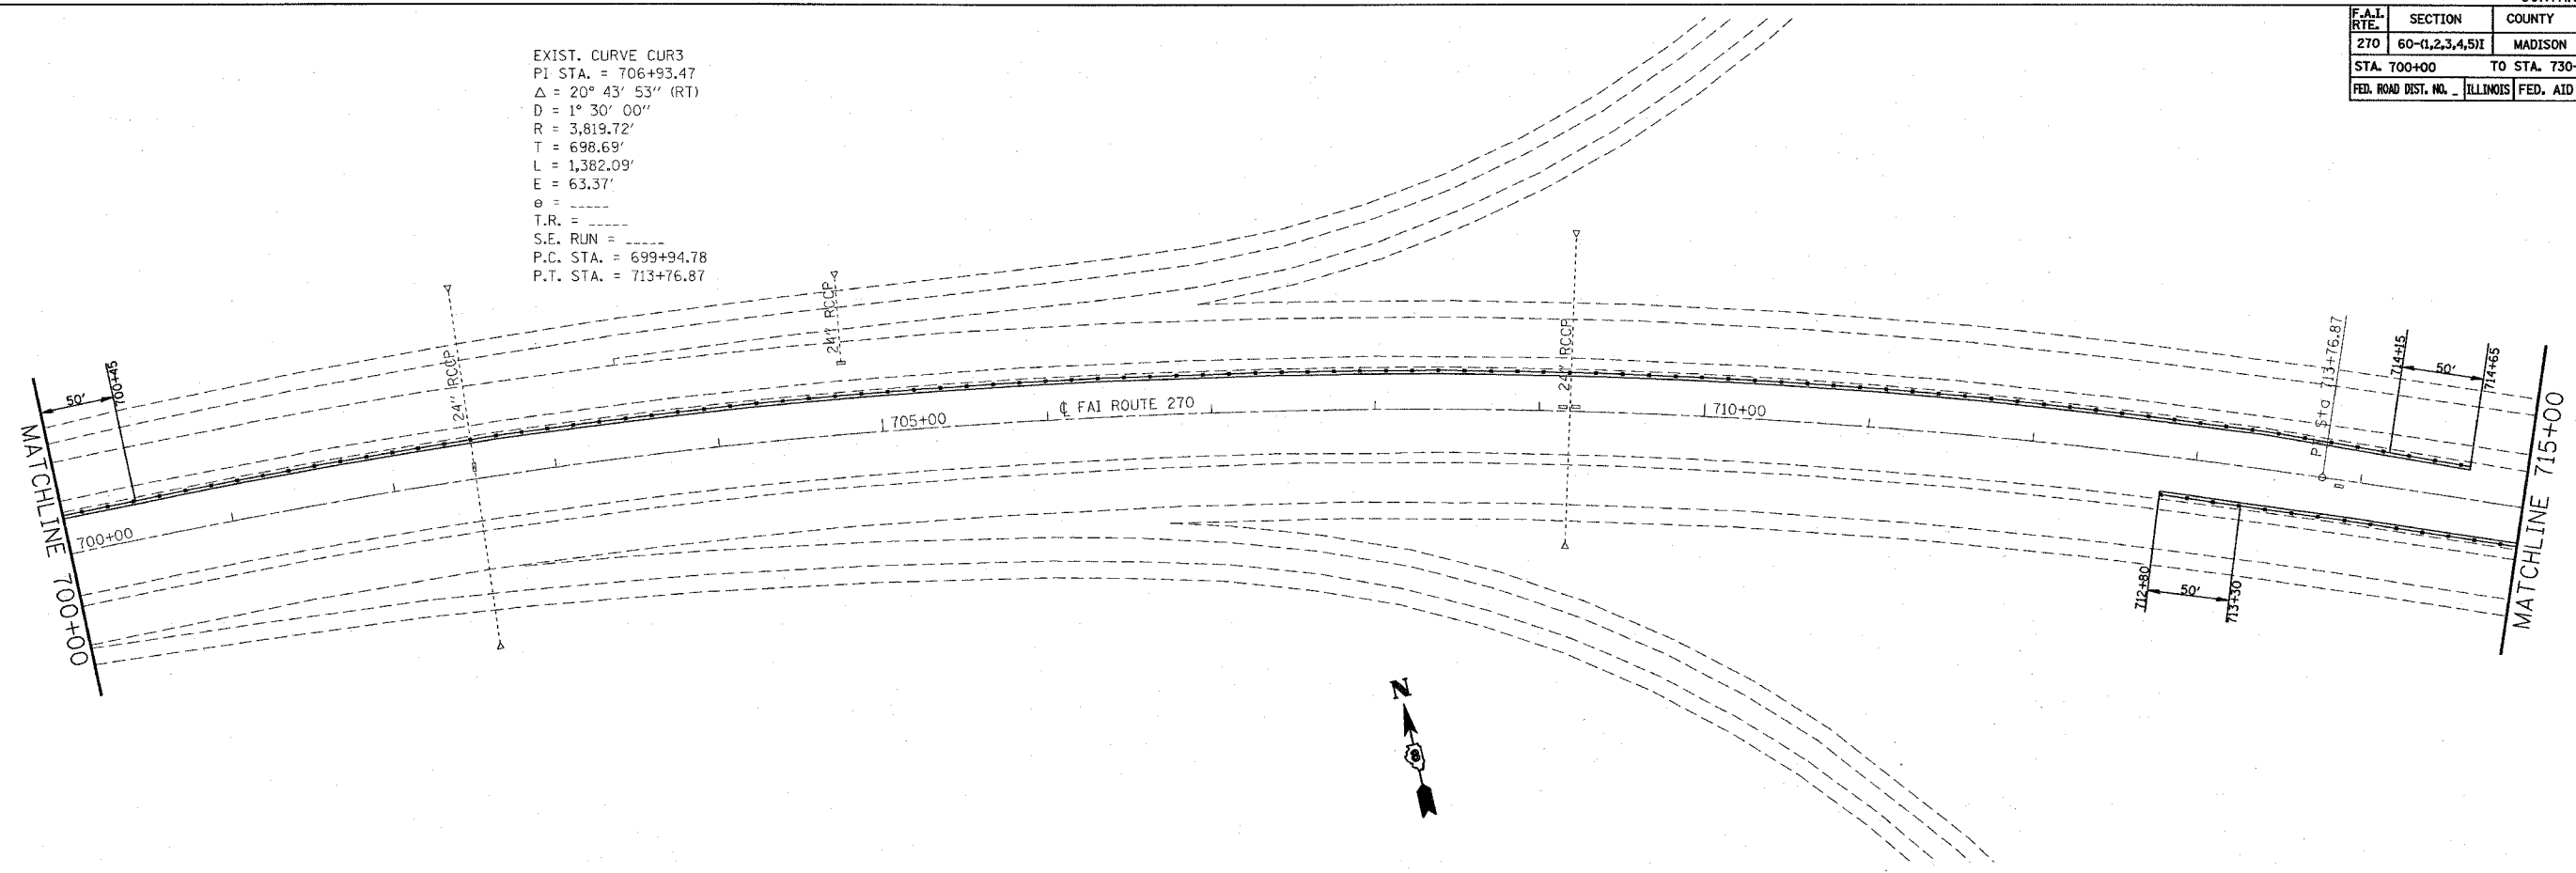 F.A.I. RTE. SECTION COUNTY
270 60-(1,2,3,4,5)I MADISON
STA. 700+00 TO STA. 730+
FED. ROAD DIST. NO. _ ILLINOIS FED. AID
EXIST. CURVE CUR3
PI STA. = 706+93.47
Δ = 20° 43' 53" (RT)
D = 1° 30' 00"
R = 3,819.72'
T = 698.69'
L = 1,382.09'
E = 63.37'
e = _____
T.R. = _____
S.E. RUN = _____
P.C. STA. = 699+94.78
P.T. STA. = 713+76.87
MATCHLINE 700+00
50'
700+45
700+00
24" RCCP
24" RCCP
705+00
℄ FAI ROUTE 270
24" RCCP
710+00
Sta 713+76.87
714+15
50'
714+65
712+80
50'
713+30
MATCHLINE 715+00
N